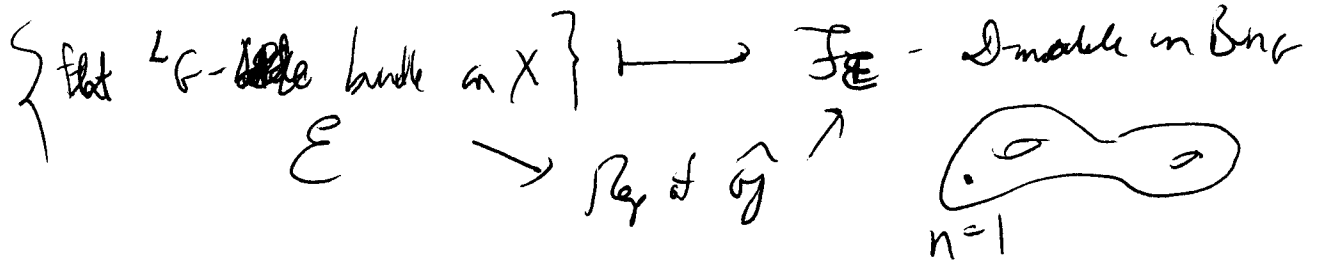 { flat ᴸG- bundle on X } ⟼ F_E - D-module on Bun_G
ℰ ↘ Rep of ĝ ↗
n=1